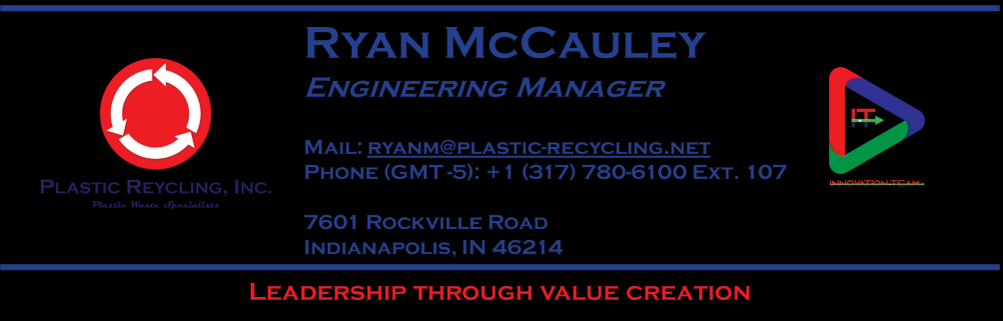 Ryan McCauley
Engineering Manager
Mail: ryanm@plastic-recycling.net
Phone (GMT -5): +1 (317) 780-6100 Ext. 107
7601 Rockville Road
Indianapolis, IN 46214
Plastic Reycling, Inc.
Plastic Waste Specialists
IT
Innovation Team
Leadership through value creation